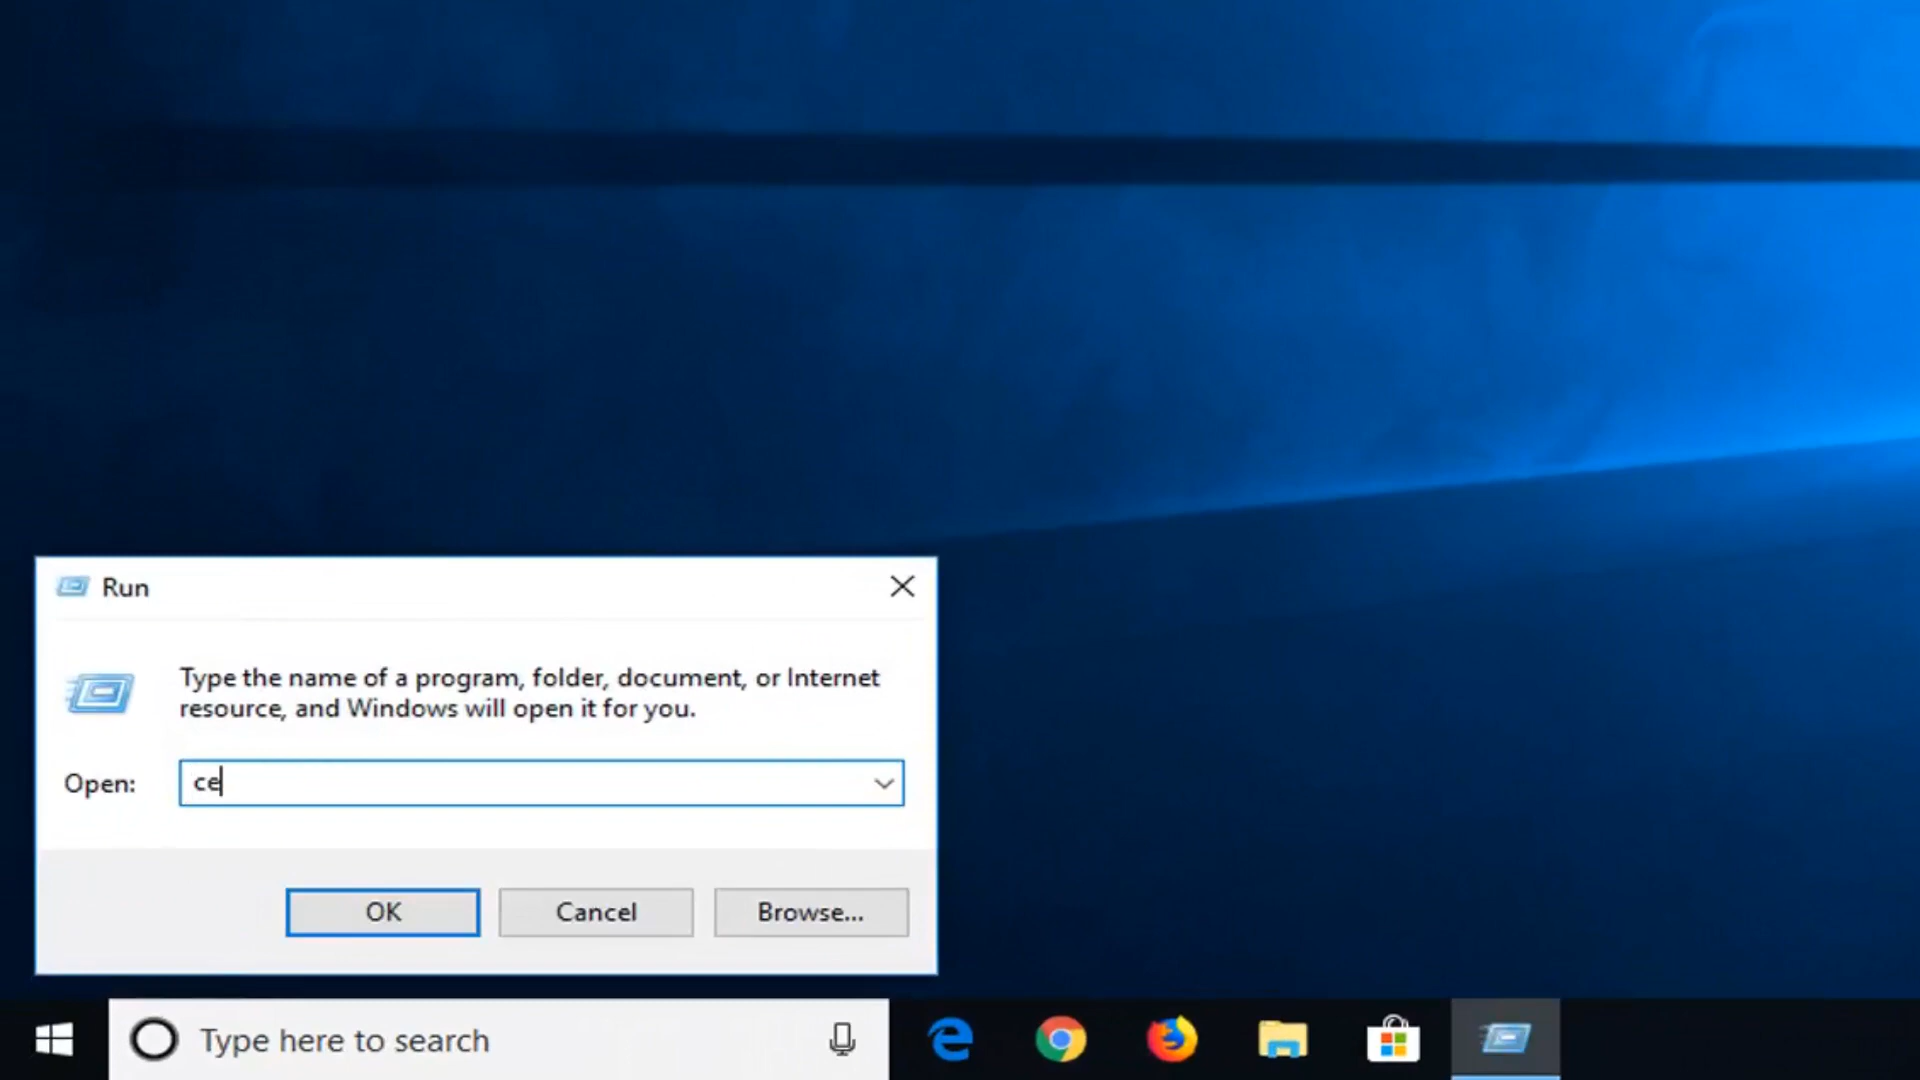 Run
Type the name of a program, folder, document, or Internet
resource, and Windows will open it for you.
Open:
ce
OK
Cancel
Browse...
Type here to search